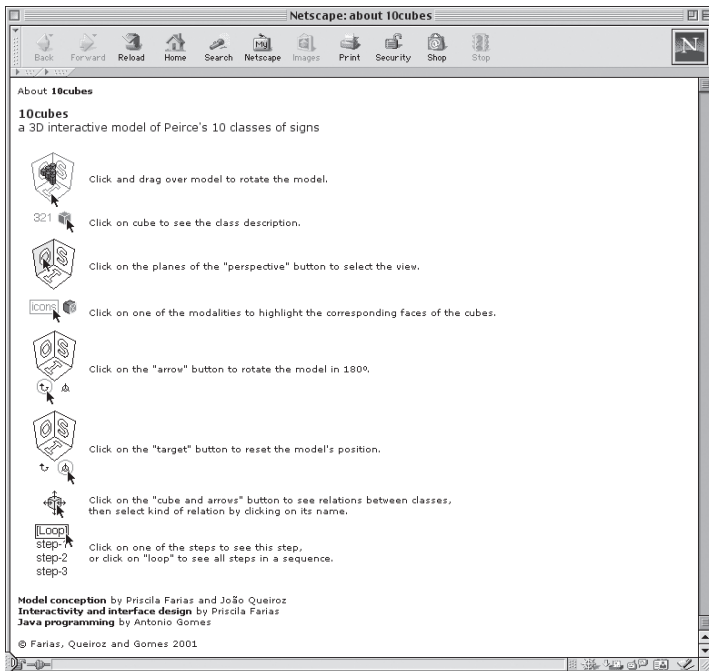 Netscape: about 10cubes
Back Forward Reload Home Search Netscape Images Print Security Shop Stop
My
N
About 10cubes
10cubes
a 3D interactive model of Peirce's 10 classes of signs
O S I
Click and drag over model to rotate the model.
321
Click on cube to see the class description.
O S I
Click on the planes of the "perspective" button to select the view.
icons
Click on one of the modalities to highlight the corresponding faces of the cubes.
O S I
Click on the "arrow" button to rotate the model in 180º.
O S I
Click on the "target" button to reset the model's position.
Click on the "cube and arrows" button to see relations between classes,
then select kind of relation by clicking on its name.
[Loop]
step-1
step-2
step-3
Click on one of the steps to see this step,
or click on "loop" to see all steps in a sequence.
Model conception by Priscila Farias and João Queiroz
Interactivity and interface design by Priscila Farias
Java programming by Antonio Gomes
© Farias, Queiroz and Gomes 2001